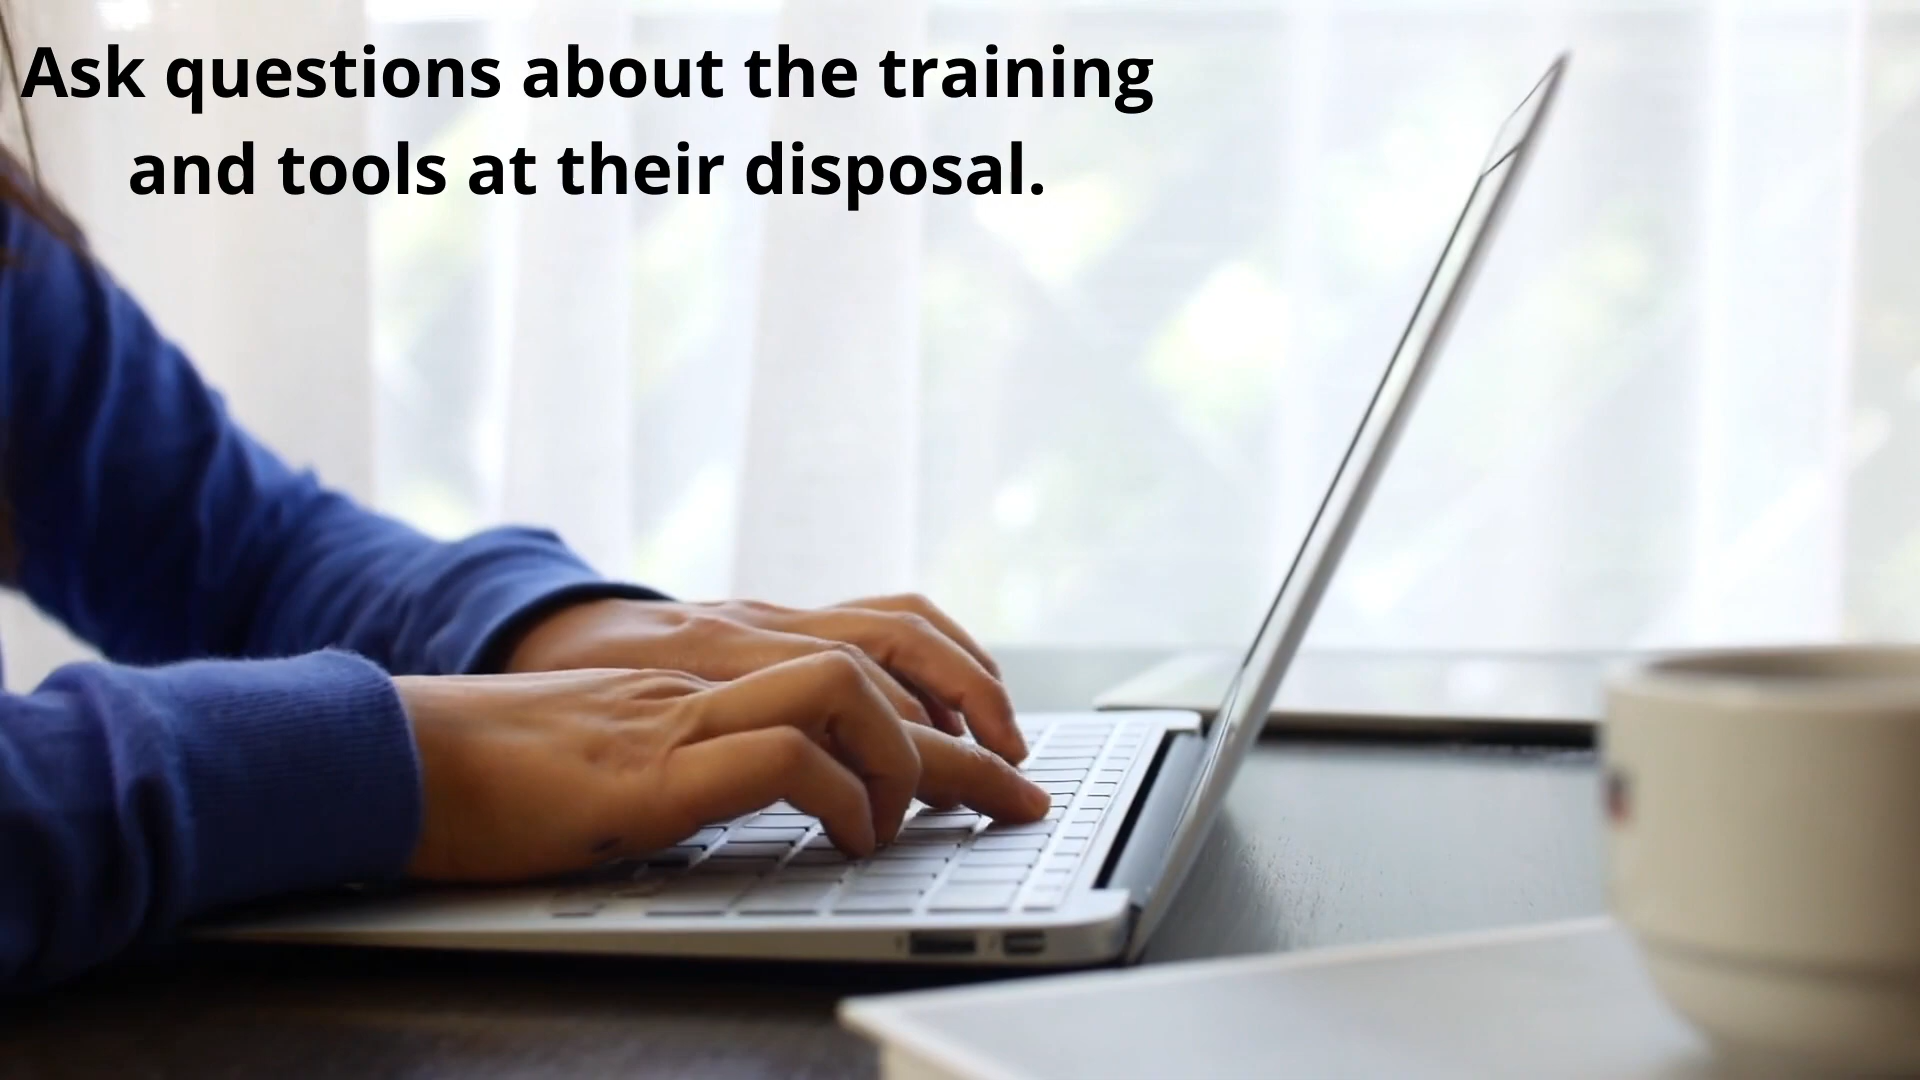 Ask questions about the training
and tools at their disposal.